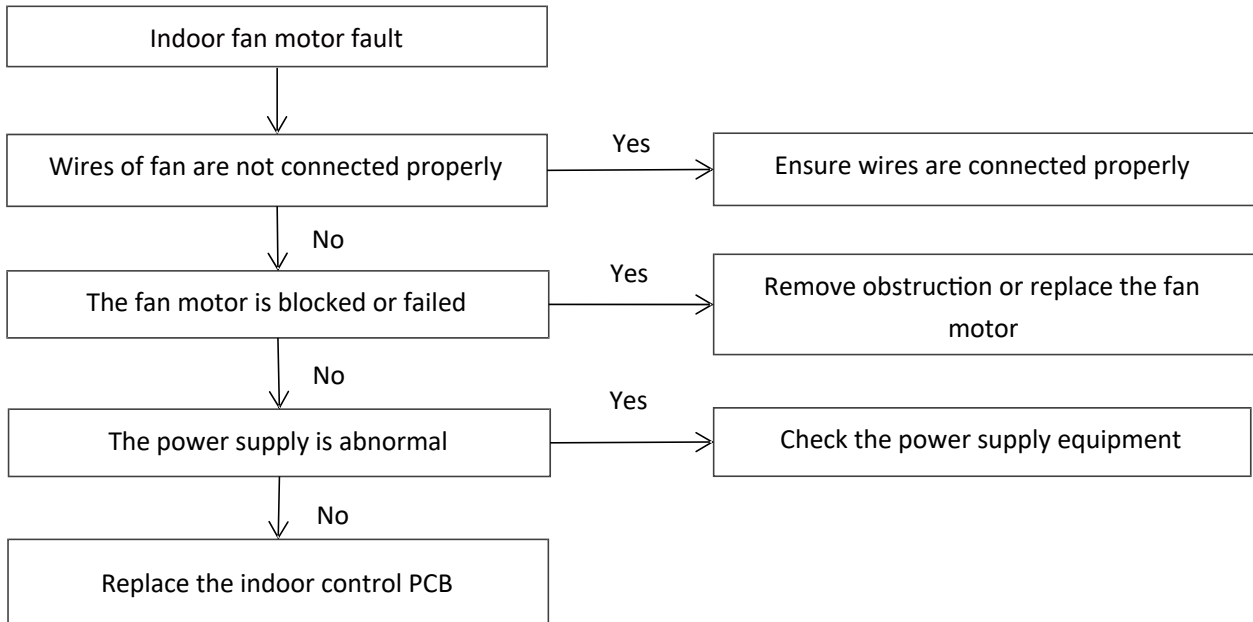 Indoor fan motor fault
Wires of fan are not connected properly
Yes
Ensure wires are connected properly
No
The fan motor is blocked or failed
Yes
Remove obstruction or replace the fan
motor
No
The power supply is abnormal
Yes
Check the power supply equipment
No
Replace the indoor control PCB